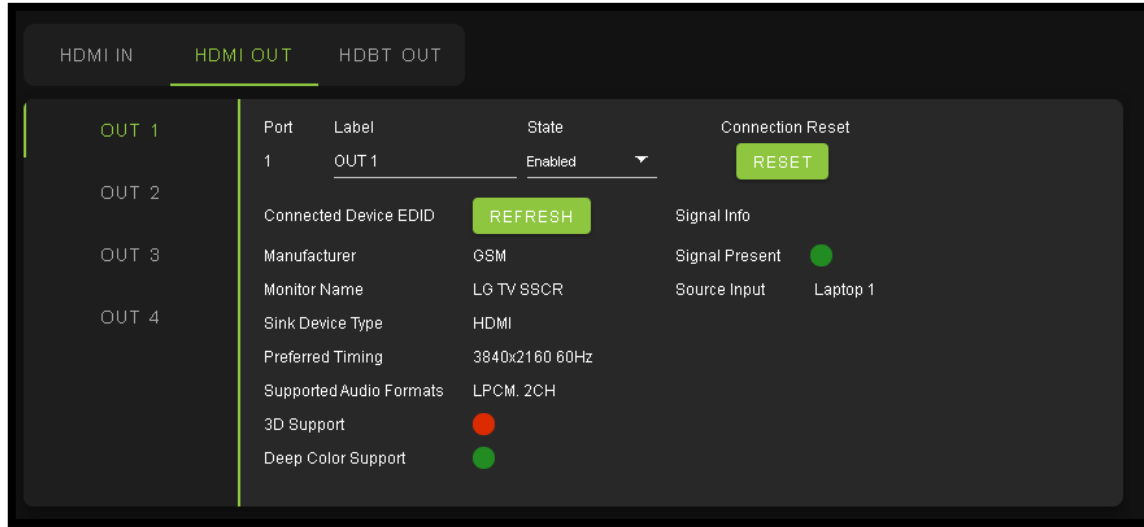 HDMI IN HDMI OUT HDBT OUT
OUT 1
OUT 2
OUT 3
OUT 4
Port Label State Connection Reset
1 OUT 1 Enabled RESET
Connected Device EDID REFRESH Signal Info
Manufacturer GSM Signal Present
Monitor Name LG TV SSCR Source Input Laptop 1
Sink Device Type HDMI
Preferred Timing 3840x2160 60Hz
Supported Audio Formats LPCM. 2CH
3D Support
Deep Color Support